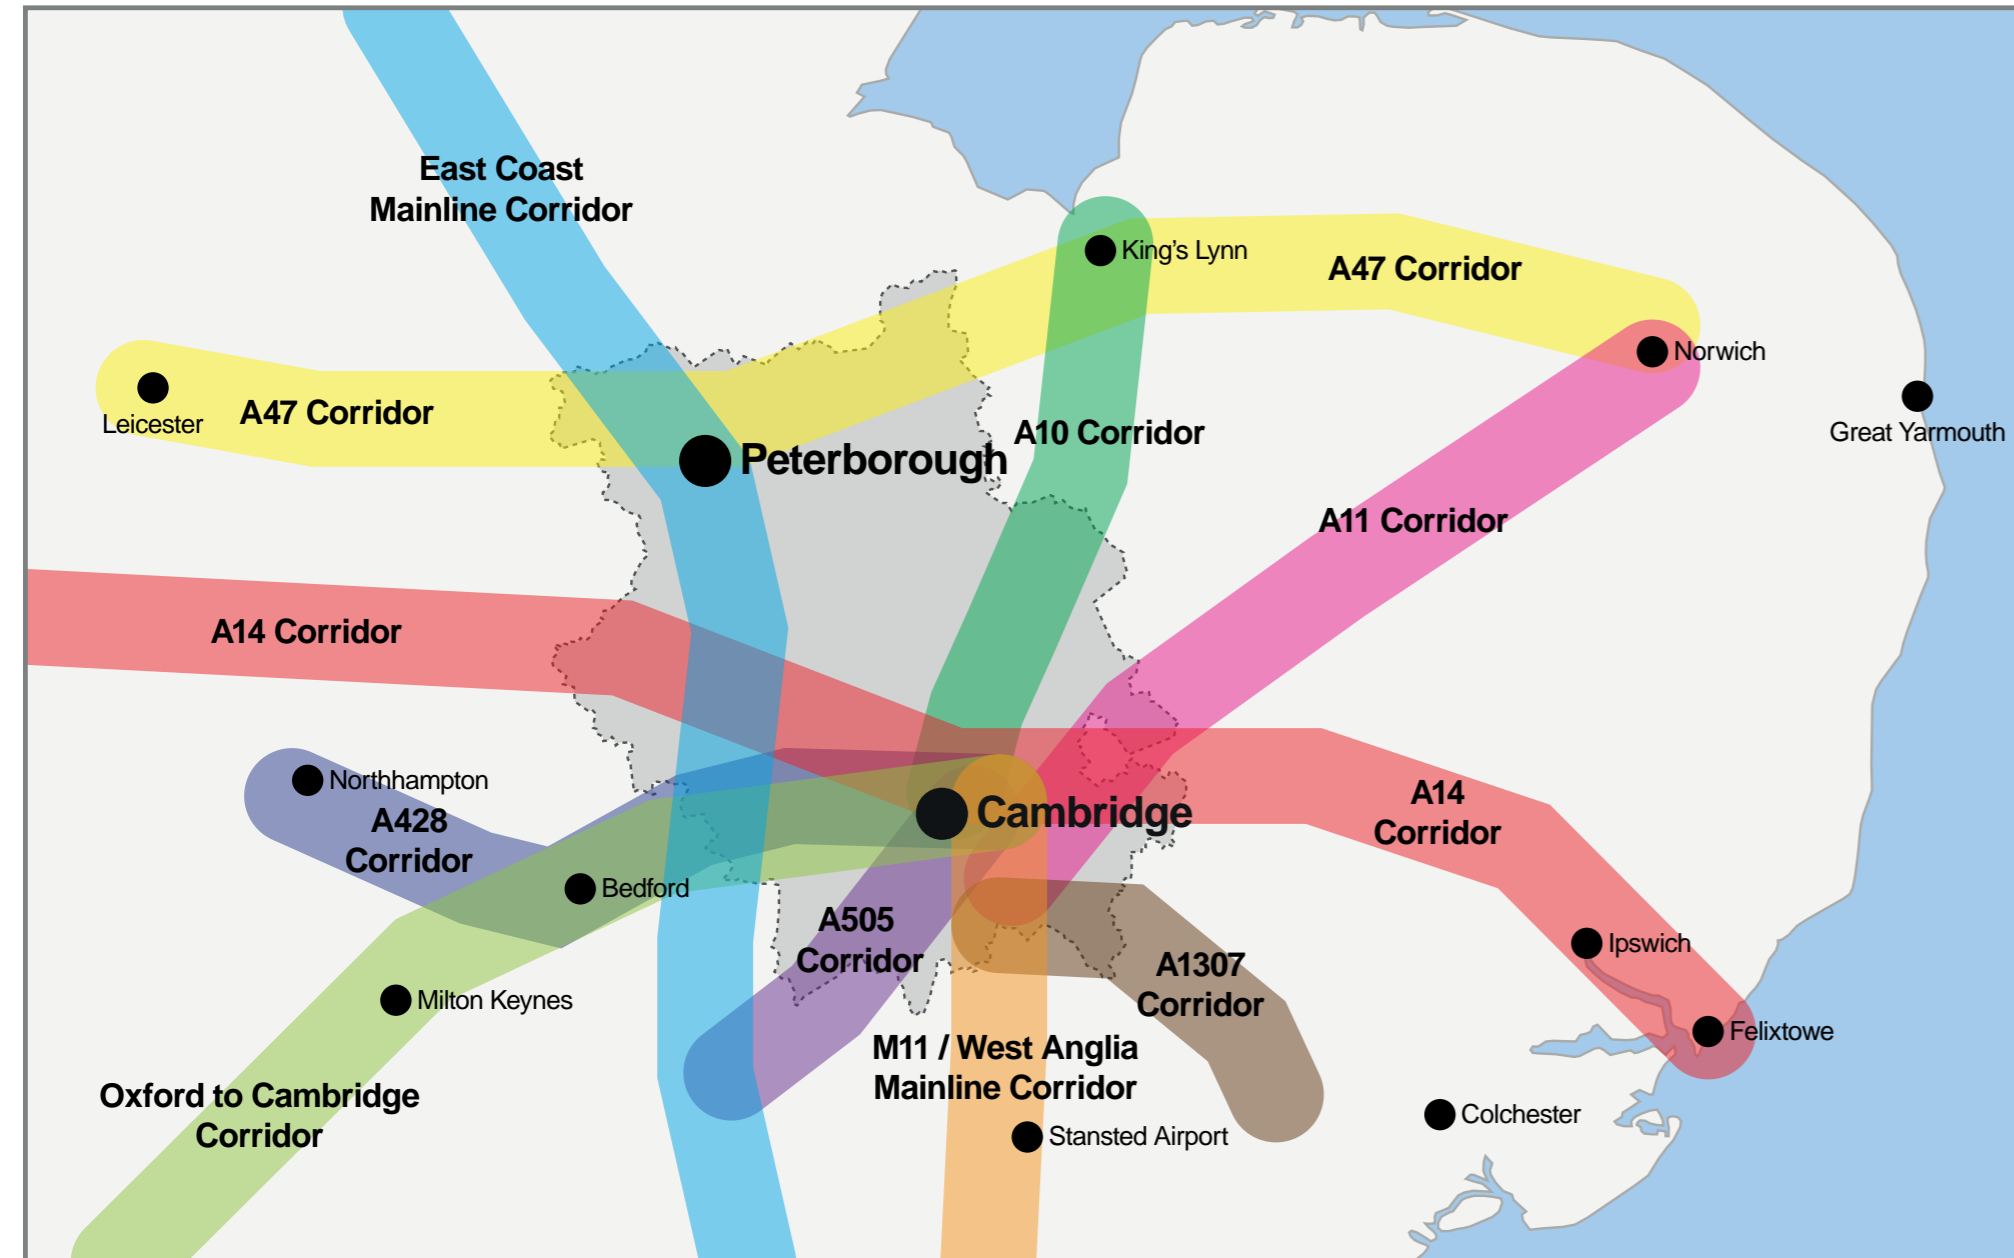 East Coast
Mainline Corridor
King's Lynn
A47 Corridor
Norwich
Leicester
A47 Corridor
Great Yarmouth
A10 Corridor
Peterborough
A11 Corridor
A14 Corridor
Northhampton
A428
Corridor
Cambridge
A14
Corridor
Bedford
A505
Corridor
Ipswich
A1307
Corridor
Milton Keynes
Felixtowe
M11 / West Anglia
Mainline Corridor
Oxford to Cambridge
Corridor
Colchester
Stansted Airport